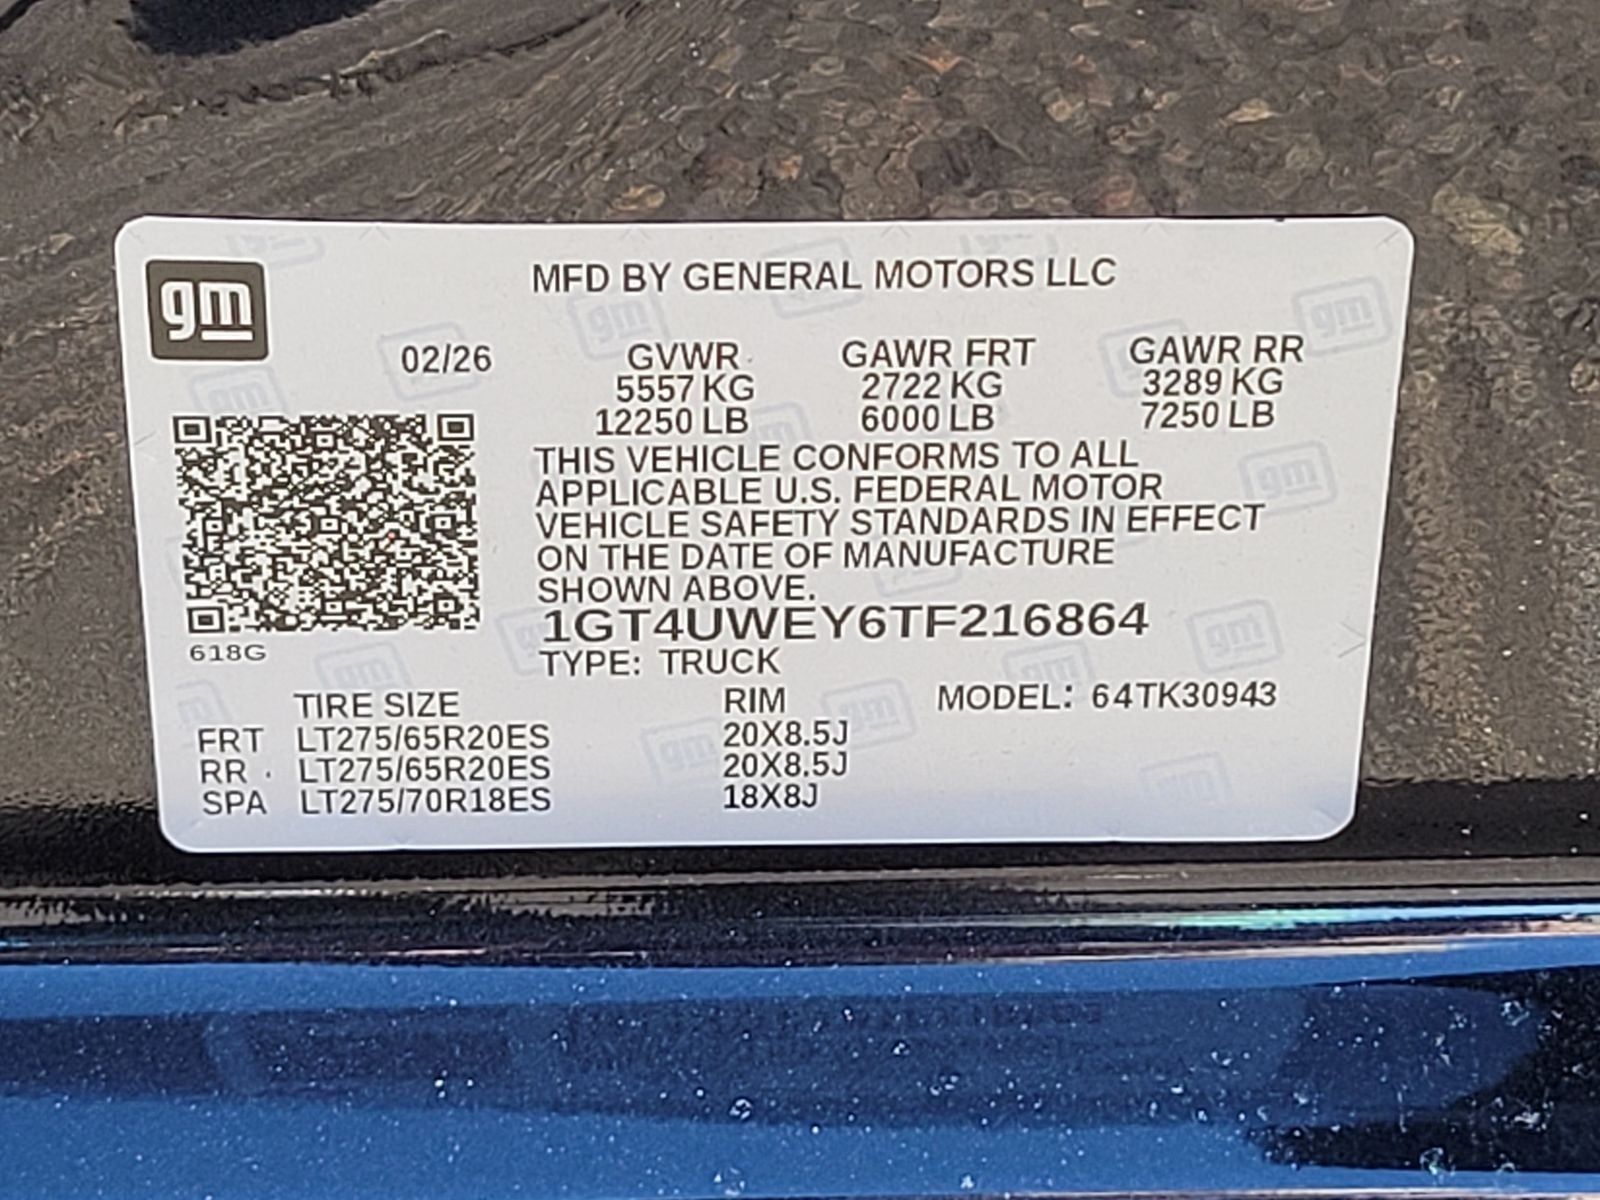 gm
MFD BY GENERAL MOTORS LLC
02/26
GVWR GAWR FRT GAWR RR
5557 KG 2722 KG 3289 KG
12250 LB 6000 LB 7250 LB
THIS VEHICLE CONFORMS TO ALL
APPLICABLE U.S. FEDERAL MOTOR
VEHICLE SAFETY STANDARDS IN EFFECT
ON THE DATE OF MANUFACTURE
SHOWN ABOVE.
1GT4UWEY6TF216864
618G
TYPE: TRUCK
TIRE SIZE RIM MODEL: 64TK30943
FRT LT275/65R20ES 20X8.5J
RR LT275/65R20ES 20X8.5J
SPA LT275/70R18ES 18X8J